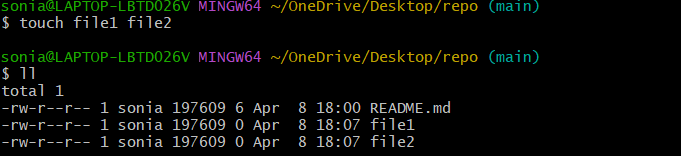 sonia@LAPTOP-LBTDO26V MINGW64 ~/OneDrive/Desktop/repo (main)
$ touch file1 file2
sonia@LAPTOP-LBTDO26V MINGW64 ~/OneDrive/Desktop/repo (main)
$ ll
total 1
-rw-r--r-- 1 sonia 197609 6 Apr  8 18:00 README.md
-rw-r--r-- 1 sonia 197609 0 Apr  8 18:07 file1
-rw-r--r-- 1 sonia 197609 0 Apr  8 18:07 file2